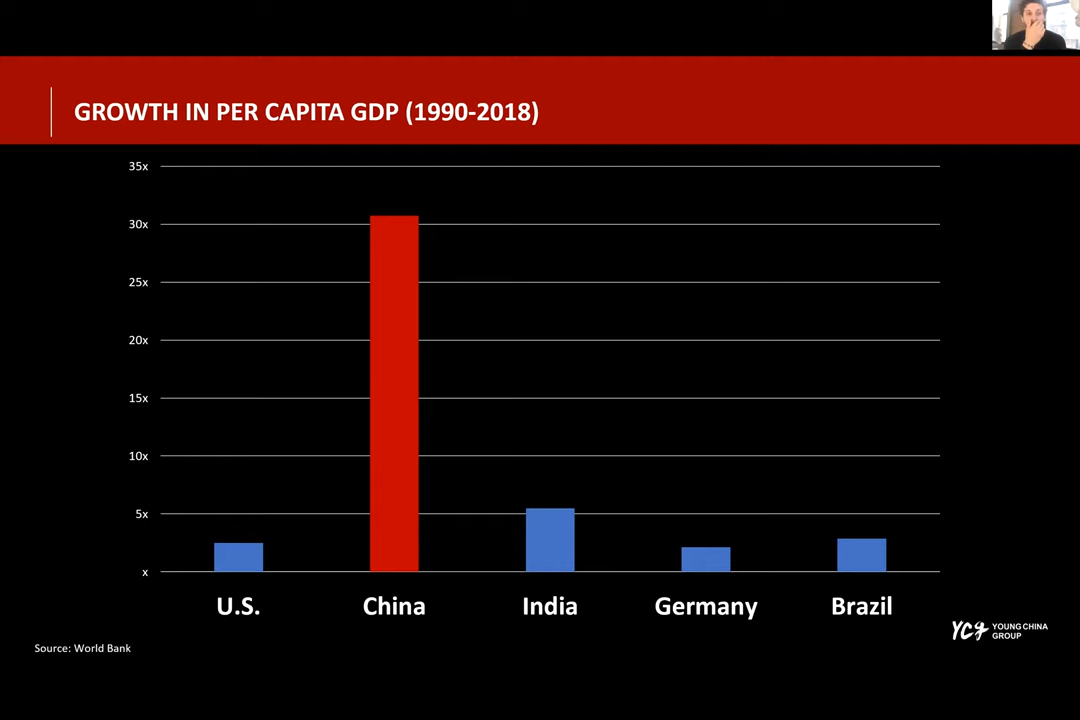 GROWTH IN PER CAPITA GDP (1990-2018)
35x
30x
25x
20x
15x
10x
5x
x
U.S.
China
India
Germany
Brazil
YCg YOUNG CHINA
GROUP
Source: World Bank